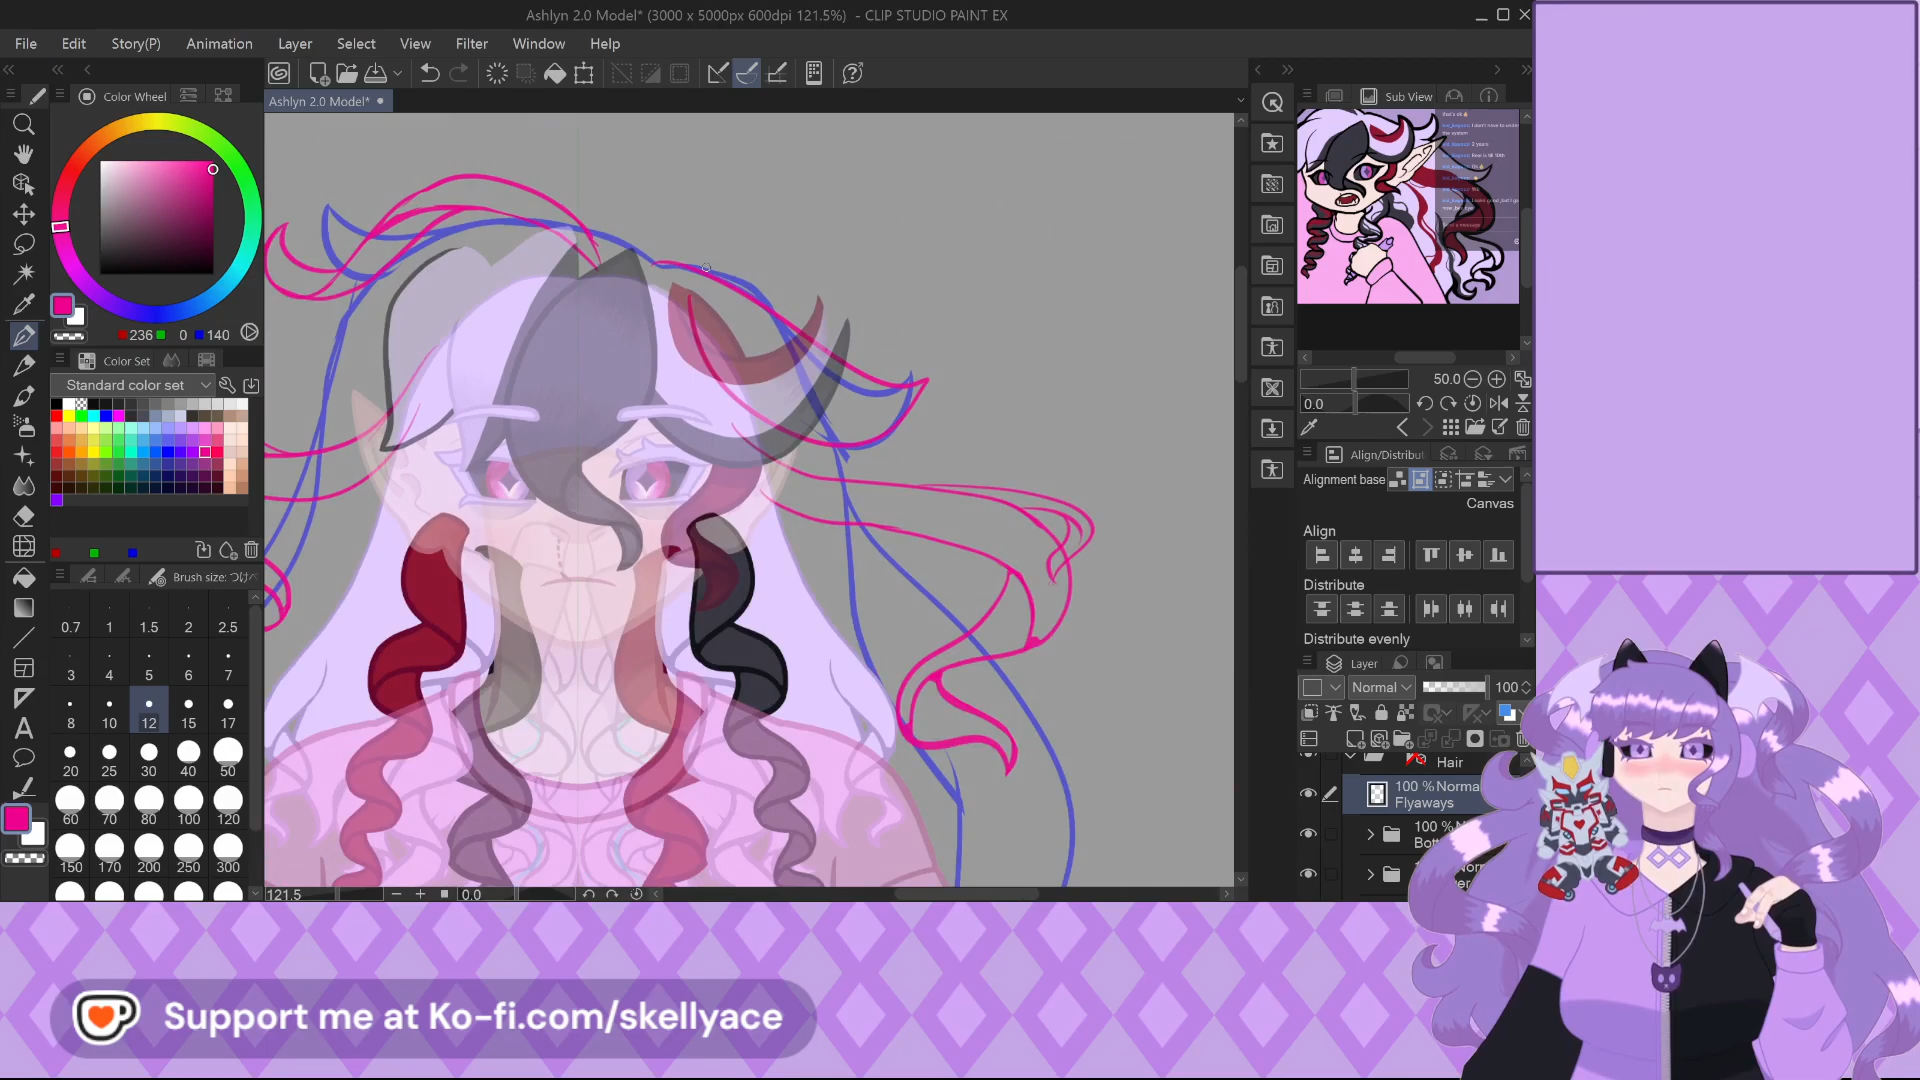 Ashlyn 2.0 Model* (3000 x 5000px 600dpi 121.5%) - CLIP STUDIO PAINT EX
File Edit Story(P) Animation Layer Select View Filter Window Help
Ashlyn 2.0 Model*
Color Wheel
236 0 140
Color Set
Standard color set
Brush size: つけペ
0.7 1 1.5 2 2.5
3 4 5 6 7
8 10 12 15 17
20 25 30 40 50
60 70 80 100 120
150 170 200 250 300
121.5
0.0
Sub View
50.0
0.0
Align/Distribut
Alignment base
Canvas
Align
Distribute
Distribute evenly
Layer
Normal 100
Hair
100 %Norma
Flyaways
100 %N
Bott
Support me at Ko-fi.com/skellyace